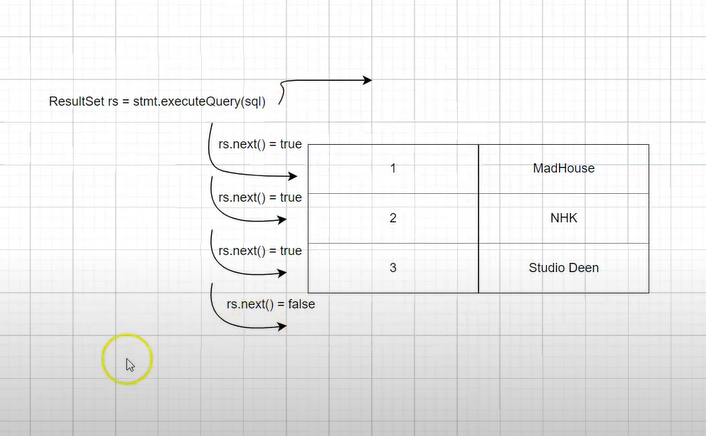 ResultSet rs = stmt.executeQuery(sql)
rs.next() = true
1 MadHouse
rs.next() = true
2 NHK
rs.next() = true
3 Studio Deen
rs.next() = false